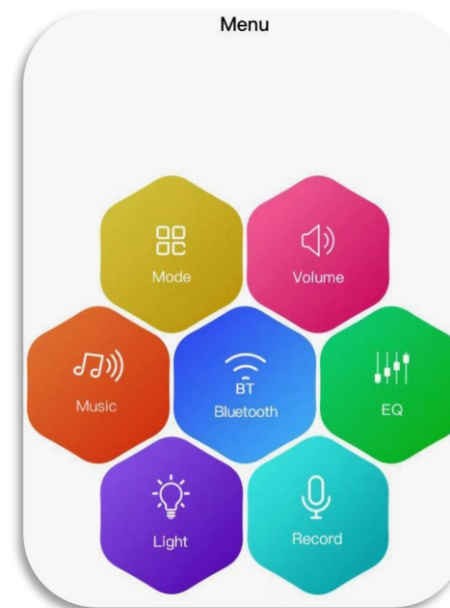 Menu
Mode
Volume
Music
BT
Bluetooth
EQ
Light
Record